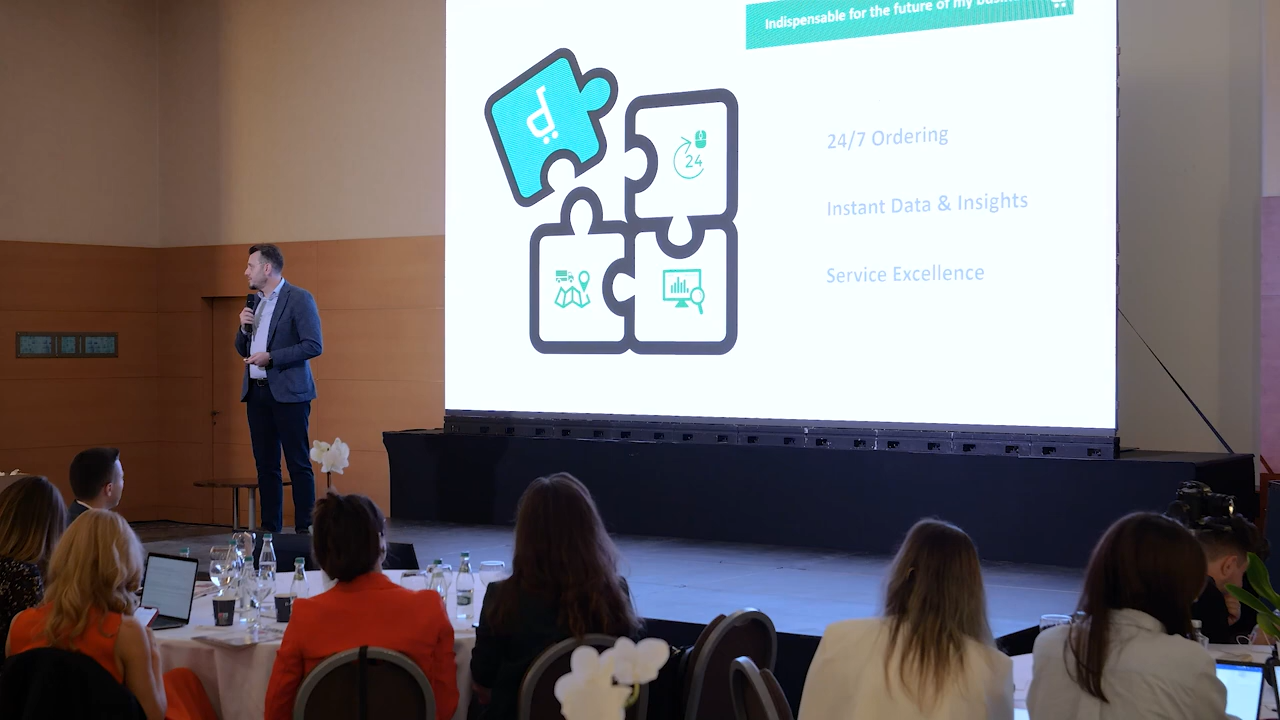 Indispensable for the future of my
24
24/7 Ordering
Instant Data & Insights
Service Excellence